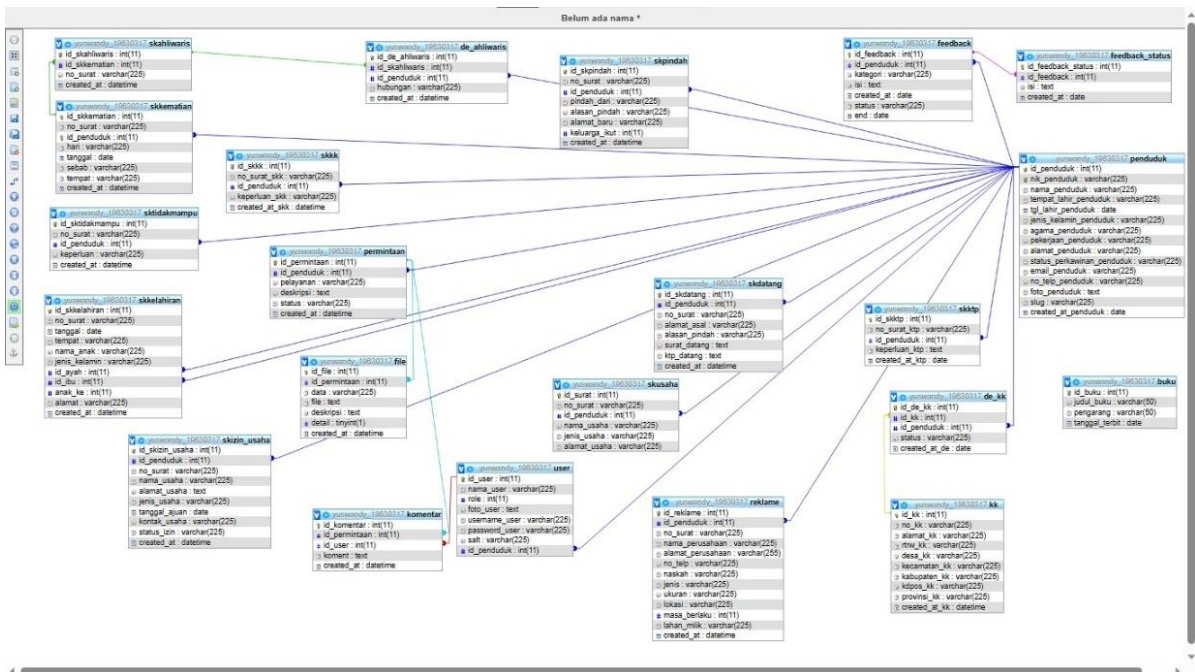 Belum ada nama *
yunwandy_19630317 skahliwaris
id_skahliwaris : int(11)
id_skkematian : int(11)
no_surat : varchar(225)
created_at : datetime
yunwandy_19630317 de_ahliwaris
id_de_ahliwaris : int(11)
id_skahliwaris : int(11)
id_penduduk : int(11)
hubungan : varchar(225)
created_at : datetime
yunwandy_19630317 skpindah
id_skpindah : int(11)
no_surat : varchar(225)
id_penduduk : int(11)
pindah_dari : varchar(225)
alasan_pindah : varchar(225)
alamat_baru : varchar(225)
keluarga_ikut : int(11)
created_at : datetime
yunwandy_19630317 feedback
id_feedback : int(11)
id_penduduk : int(11)
kategori : varchar(225)
isi : text
created_at : date
status : varchar(225)
end : date
yunwandy_19630317 feedback_status
id_feedback_status : int(11)
id_feedback : int(11)
isi : text
created_at : date
yunwandy_19630317 skkematian
id_skkematian : int(11)
no_surat : varchar(225)
id_penduduk : int(11)
hari : varchar(225)
tanggal : date
sebab : varchar(225)
tempat : varchar(225)
created_at : datetime
yunwandy_19630317 skkk
id_skkk : int(11)
no_surat_skk : varchar(225)
id_penduduk : int(11)
keperluan_skk : varchar(225)
created_at_skk : datetime
yunwandy_19630317 penduduk
id_penduduk : int(11)
nik_penduduk : varchar(225)
nama_penduduk : varchar(225)
tempat_lahir_penduduk : varchar(225)
tgl_lahir_penduduk : date
jenis_kelamin_penduduk : varchar(225)
agama_penduduk : varchar(225)
pekerjaan_penduduk : varchar(225)
alamat_penduduk : varchar(225)
status_perkawinan_penduduk : varchar(225)
email_penduduk : varchar(225)
no_telp_penduduk : varchar(225)
foto_penduduk : text
slug : varchar(225)
created_at_penduduk : date
yunwandy_19630317 sktidakmampu
id_sktidakmampu : int(11)
no_surat : varchar(225)
id_penduduk : int(11)
keperluan : varchar(225)
created_at : datetime
yunwandy_19630317 permintaan
id_permintaan : int(11)
id_penduduk : int(11)
pelayanan : varchar(225)
deskripsi : text
status : varchar(225)
created_at : datetime
yunwandy_19630317 skdatang
id_skdatang : int(11)
id_penduduk : int(11)
no_surat : varchar(225)
alamat_asal : varchar(225)
alasan_pindah : varchar(225)
surat_datang : text
ktp_datang : text
created_at : datetime
yunwandy_19630317 skkelahiran
id_skkelahiran : int(11)
no_surat : varchar(225)
tanggal : date
tempat : varchar(225)
nama_anak : varchar(225)
jenis_kelamin : varchar(225)
id_ayah : int(11)
id_ibu : int(11)
anak_ke : int(11)
alamat : varchar(225)
created_at : datetime
yunwandy_19630317 skktp
id_skktp : int(11)
no_surat_ktp : varchar(225)
id_penduduk : int(11)
keperluan_ktp : text
created_at_ktp : date
yunwandy_19630317 file
id_file : int(11)
id_permintaan : int(11)
data : varchar(225)
file : text
deskripsi : text
detail : tinyint(1)
created_at : datetime
yunwandy_19630317 skusaha
id_surat : int(11)
no_surat : varchar(225)
id_penduduk : int(11)
nama_usaha : varchar(225)
jenis_usaha : varchar(225)
alamat_usaha : varchar(225)
yunwandy_19630317 de_kk
id_de_kk : int(11)
id_kk : int(11)
id_penduduk : int(11)
status : varchar(225)
created_at_de : date
yunwandy_19630317 buku
id_buku : int(11)
judul_buku : varchar(50)
pengarang : varchar(50)
tanggal_terbit : date
yunwandy_19630317 skizin_usaha
id_skizin_usaha : int(11)
id_penduduk : int(11)
no_surat : varchar(225)
nama_usaha : varchar(225)
alamat_usaha : text
jenis_usaha : varchar(225)
tanggal_ajuan : date
kontak_usaha : varchar(225)
status_izin : varchar(225)
created_at : datetime
yunwandy_19630317 user
id_user : int(11)
nama_user : varchar(225)
role : int(11)
foto_user : text
username_user : varchar(225)
password_user : varchar(225)
salt : varchar(225)
id_penduduk : int(11)
yunwandy_19630317 komentar
id_komentar : int(11)
id_permintaan : int(11)
id_user : int(11)
koment : text
created_at : datetime
yunwandy_19630317 reklame
id_reklame : int(11)
id_penduduk : int(11)
no_surat : varchar(225)
nama_perusahaan : varchar(225)
alamat_perusahaan : varchar(255)
no_telp : varchar(225)
naskah : varchar(225)
jenis : varchar(225)
ukuran : varchar(225)
lokasi : varchar(225)
masa_berlaku : int(11)
lahan_milik : varchar(225)
created_at : datetime
yunwandy_19630317 kk
id_kk : int(11)
no_kk : varchar(225)
alamat_kk : varchar(225)
rtrw_kk : varchar(225)
desa_kk : varchar(225)
kecamatan_kk : varchar(225)
kabupaten_kk : varchar(225)
kdpos_kk : varchar(225)
provinsi_kk : varchar(225)
created_at_kk : datetime